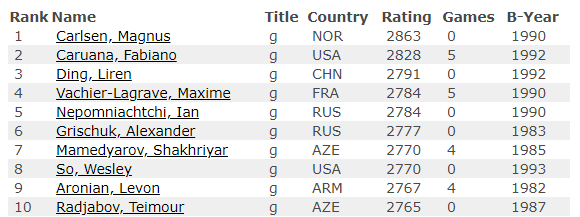 Rank Name Title Country Rating Games B-Year
1 Carlsen, Magnus g NOR 2863 0 1990
2 Caruana, Fabiano g USA 2828 5 1992
3 Ding, Liren g CHN 2791 0 1992
4 Vachier-Lagrave, Maxime g FRA 2784 5 1990
5 Nepomniachtchi, Ian g RUS 2784 0 1990
6 Grischuk, Alexander g RUS 2777 0 1983
7 Mamedyarov, Shakhriyar g AZE 2770 4 1985
8 So, Wesley g USA 2770 0 1993
9 Aronian, Levon g ARM 2767 4 1982
10 Radjabov, Teimour g AZE 2765 0 1987